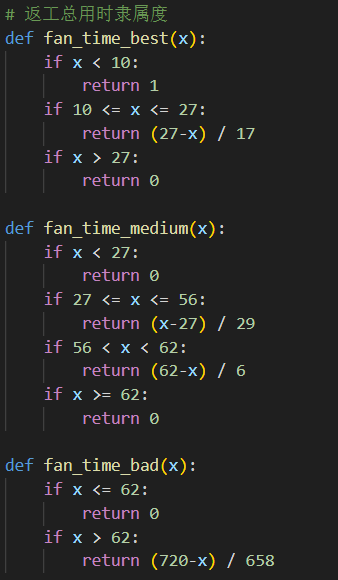 # 返工总用时隶属度
def fan_time_best(x):
    if x < 10:
        return 1
    if 10 <= x <= 27:
        return (27-x) / 17
    if x > 27:
        return 0

def fan_time_medium(x):
    if x < 27:
        return 0
    if 27 <= x <= 56:
        return (x-27) / 29
    if 56 < x < 62:
        return (62-x) / 6
    if x >= 62:
        return 0

def fan_time_bad(x):
    if x <= 62:
        return 0
    if x > 62:
        return (720-x) / 658